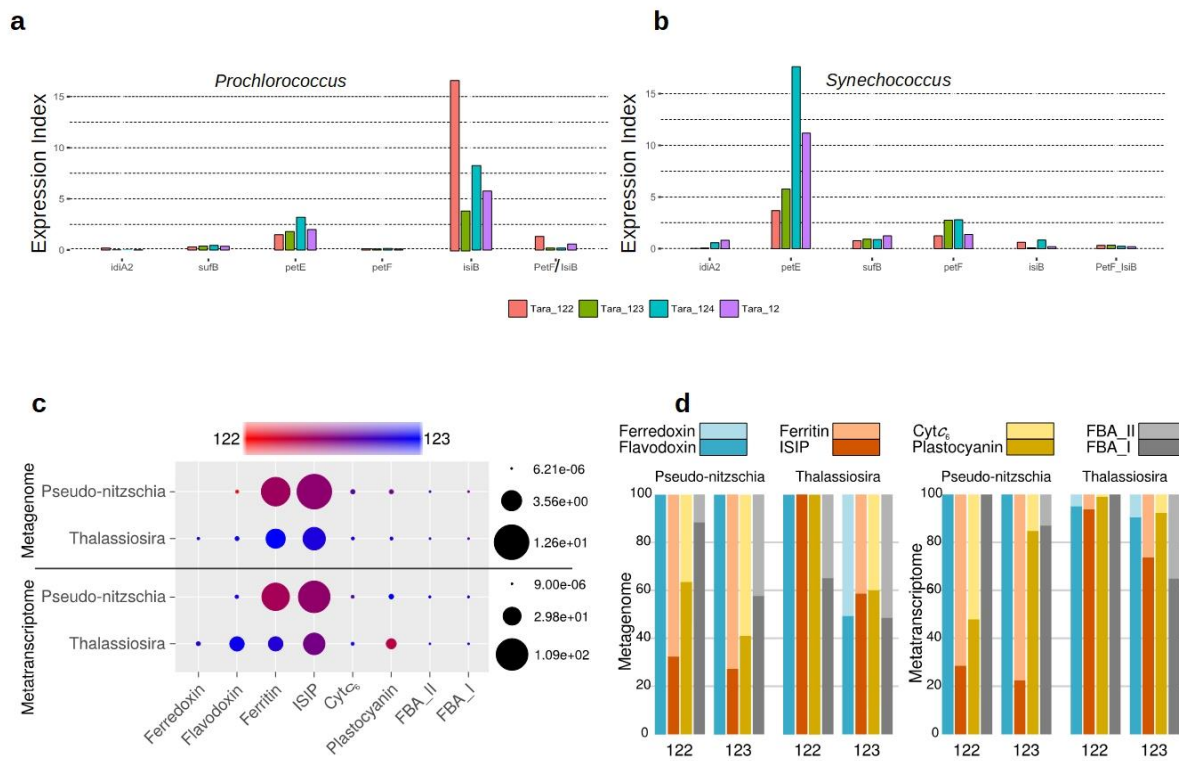 a
b
Prochlorococcus
Synechococcus
Expression Index
15
10
5
0
idiA2 sufB petE petF isiB PetF/IsiB
Expression Index
15
10
5
0
idiA2 petE sufB petF isiB PetF_IsiB
Tara_122 Tara_123 Tara_124 Tara_12
c
122 123
Metagenome
Pseudo-nitzschia
Thalassiosira
Metatranscriptome
Pseudo-nitzschia
Thalassiosira
6.21e-06
3.56e+00
1.26e+01
9.00e-06
2.98e+01
1.09e+02
Ferredoxin Flavodoxin Ferritin ISIP Cytc₆ Plastocyanin FBA_II FBA_I
d
Ferredoxin Ferritin Cytc₆ FBA_II
Flavodoxin ISIP Plastocyanin FBA_I
Pseudo-nitzschia Thalassiosira Pseudo-nitzschia Thalassiosira
Metagenome
100
80
60
40
20
0
122 123 122 123
Metatranscriptome
100
80
60
40
20
0
122 123 122 123